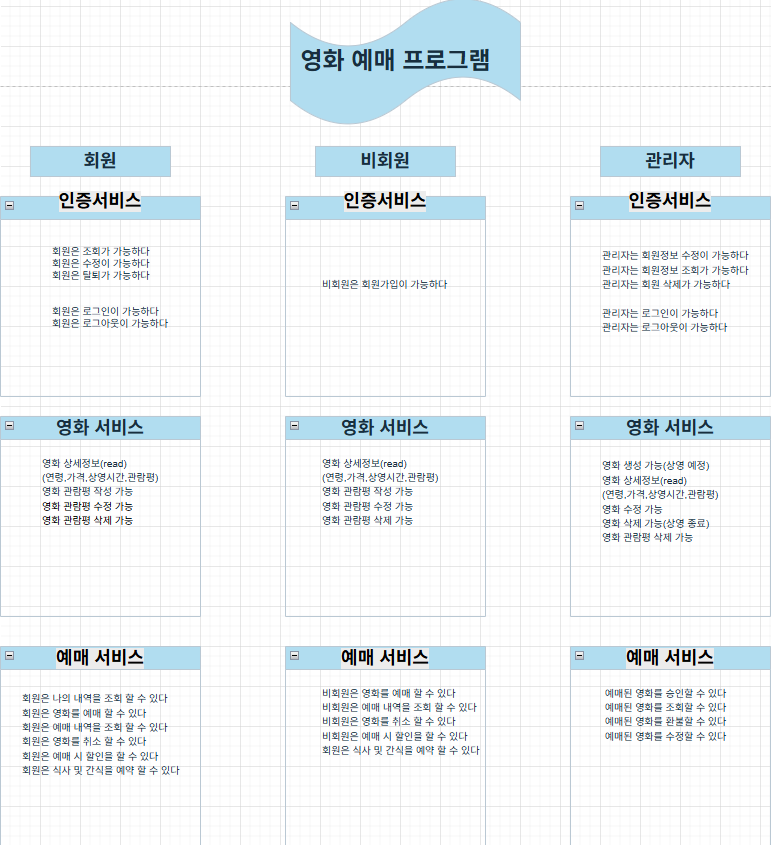 영화 예매 프로그램
회원
비회원
관리자
인증서비스
회원은 조회가 가능하다
회원은 수정이 가능하다
회원은 탈퇴가 가능하다
회원은 로그인이 가능하다
회원은 로그아웃이 가능하다
인증서비스
비회원은 회원가입이 가능하다
인증서비스
관리자는 회원정보 수정이 가능하다
관리자는 회원정보 조회가 가능하다
관리자는 회원 삭제가 가능하다
관리자는 로그인이 가능하다
관리자는 로그아웃이 가능하다
영화 서비스
영화 상세정보(read)
(연령,가격,상영시간,관람평)
영화 관람평 작성 가능
영화 관람평 수정 가능
영화 관람평 삭제 가능
영화 서비스
영화 상세정보(read)
(연령,가격,상영시간,관람평)
영화 관람평 작성 가능
영화 관람평 수정 가능
영화 관람평 삭제 가능
영화 서비스
영화 생성 가능(상영 예정)
영화 상세정보(read)
(연령,가격,상영시간,관람평)
영화 수정 가능
영화 삭제 가능(상영 종료)
영화 관람평 삭제 가능
예매 서비스
회원은 나의 내역을 조회 할 수 있다
회원은 영화를 예매 할 수 있다
회원은 예매 내역을 조회 할 수 있다
회원은 영화를 취소 할 수 있다
회원은 예매 시 할인을 할 수 있다
회원은 식사 및 간식을 예약 할 수 있다
예매 서비스
비회원은 영화를 예매 할 수 있다
비회원은 예매 내역을 조회 할 수 있다
비회원은 영화를 취소 할 수 있다
비회원은 예매 시 할인을 할 수 있다
회원은 식사 및 간식을 예약 할 수 있다
예매 서비스
예매된 영화를 승인할 수 있다
예매된 영화를 조회할 수 있다
예매된 영화를 환불할 수 있다
예매된 영화를 수정할 수 있다